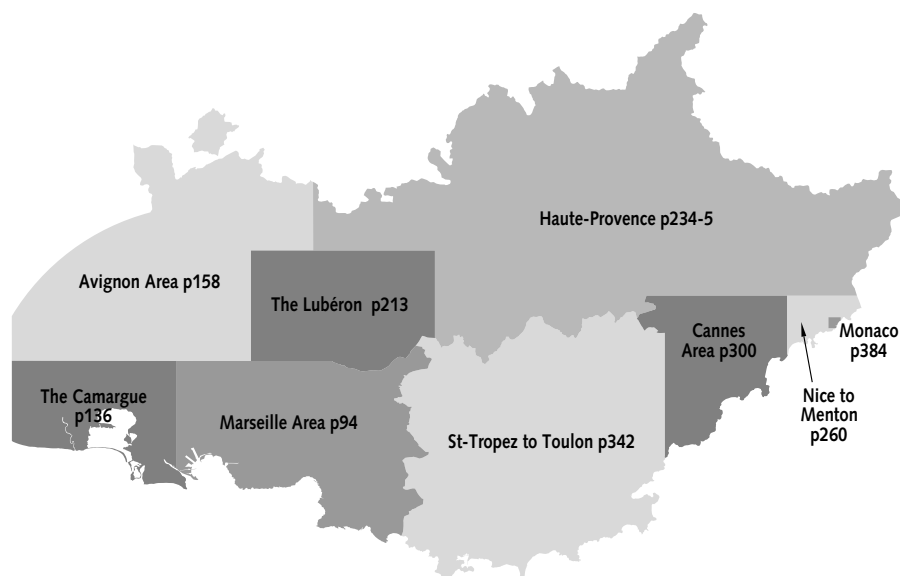 Haute-Provence p234-5
Avignon Area p158
The Lubéron p213
Cannes
Area p300
Monaco
p384
The Camargue
p136
Marseille Area p94
St-Tropez to Toulon p342
Nice to
Menton
p260